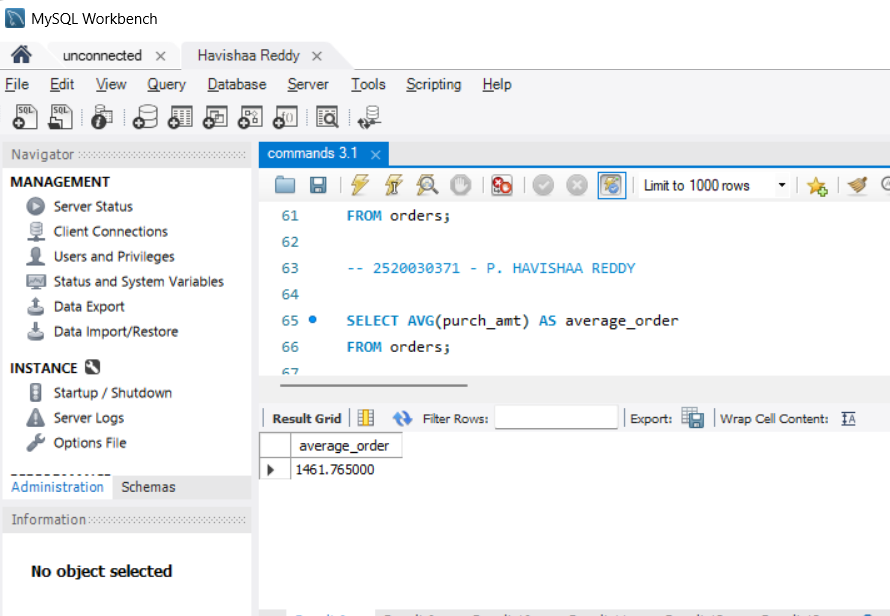 MySQL Workbench
unconnected
Havishaa Reddy
File Edit View Query Database Server Tools Scripting Help
SQL SQL
Navigator
MANAGEMENT
Server Status
Client Connections
Users and Privileges
Status and System Variables
Data Export
Data Import/Restore
INSTANCE
Startup / Shutdown
Server Logs
Options File
Administration Schemas
Information
No object selected
commands 3.1
Limit to 1000 rows
61 FROM orders;
62
63 -- 2520030371 - P. HAVISHAA REDDY
64
65 SELECT AVG(purch_amt) AS average_order
66 FROM orders;
67
Result Grid Filter Rows: Export: Wrap Cell Content:
average_order
1461.765000